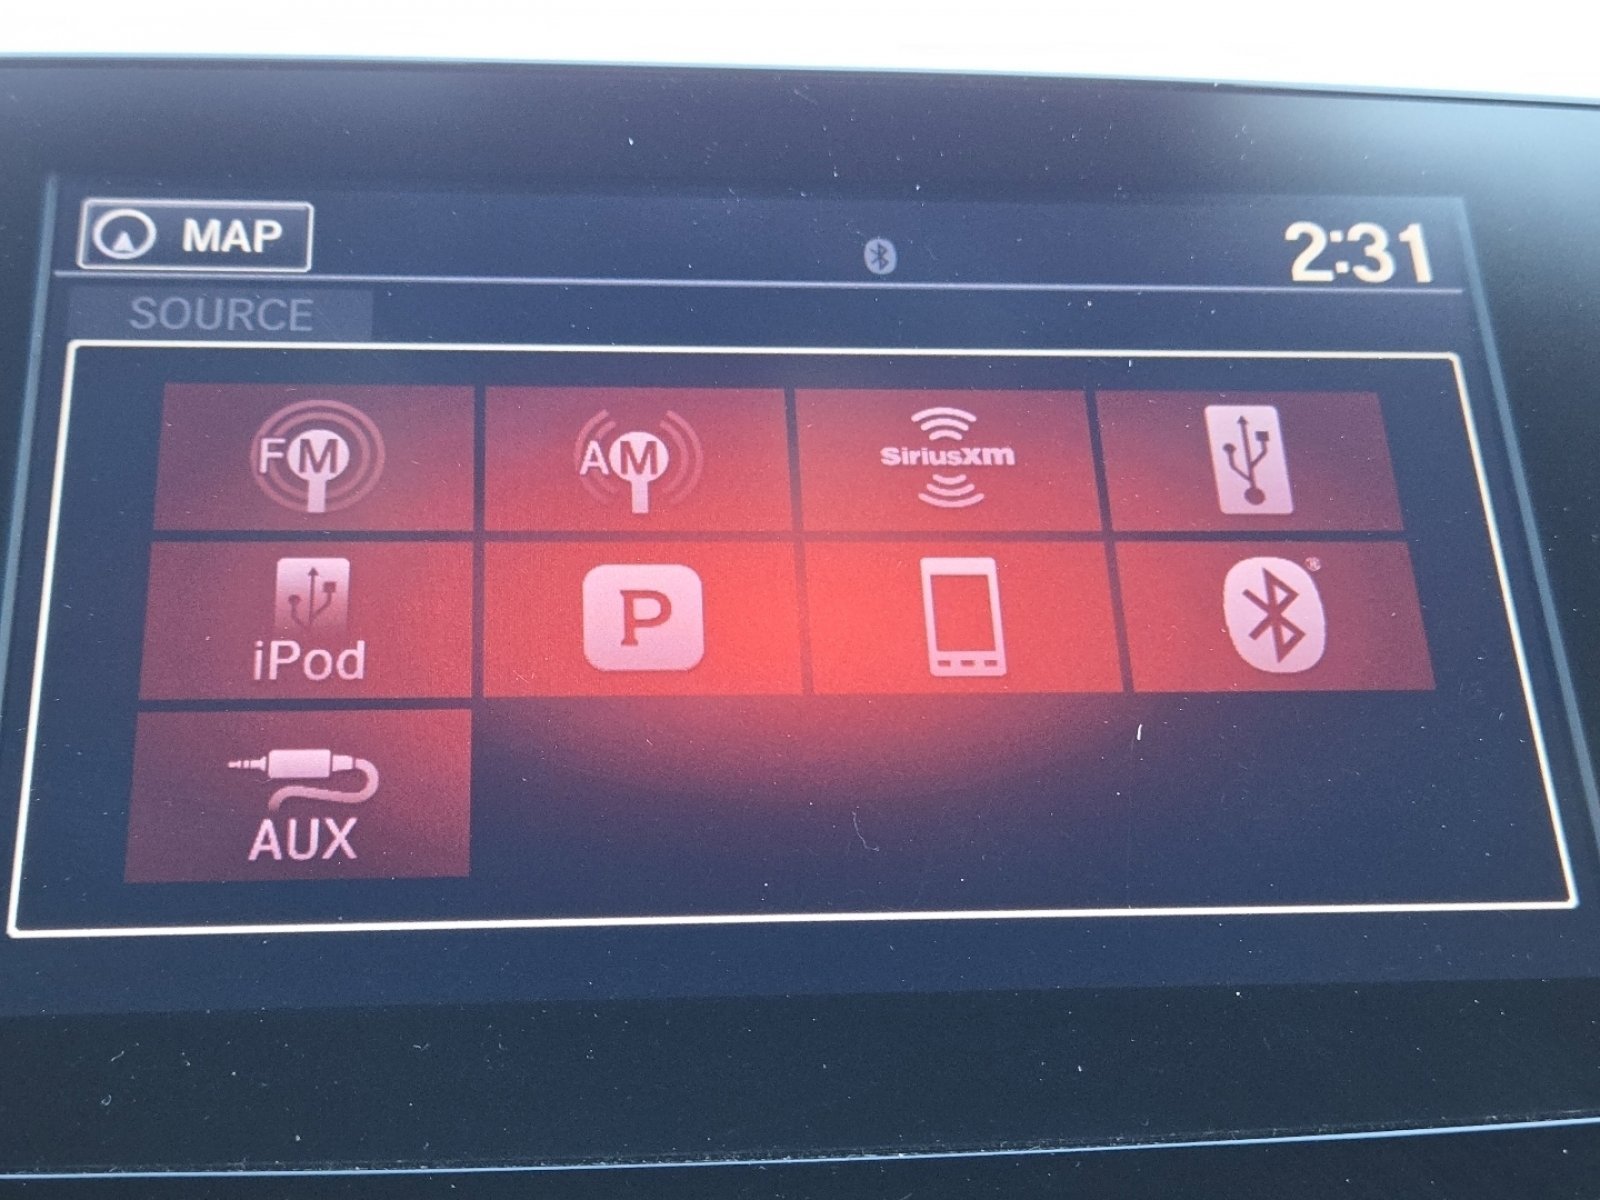 MAP
2:31
SOURCE
FM
AM
SiriusXM
iPod
P
®
AUX